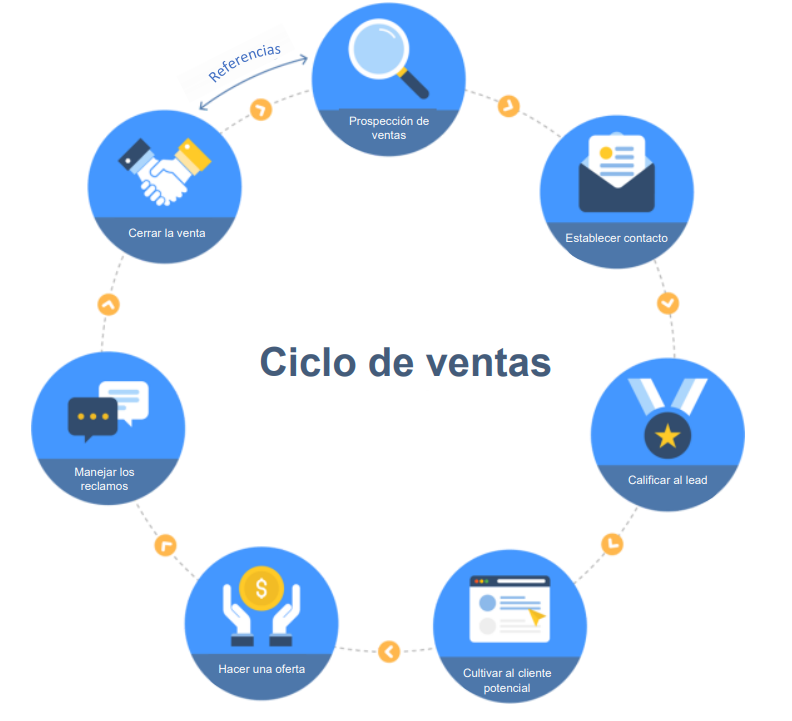 Referencias
Prospección de
ventas
Establecer contacto
Calificar al lead
Cultivar al cliente
potencial
$
Hacer una oferta
Manejar los
reclamos
Cerrar la venta
Ciclo de ventas